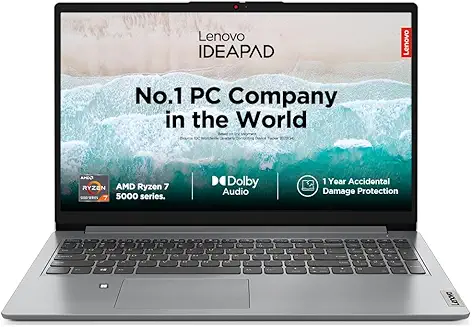 Lenovo
IDEAPAD
Lenovo
No.1 PC Company
in the World
AMD
RYZEN
7
AMD Ryzen 7
5000 series.
Dolby
Audio
1 Year Accidental
Damage Protection
Lenovo